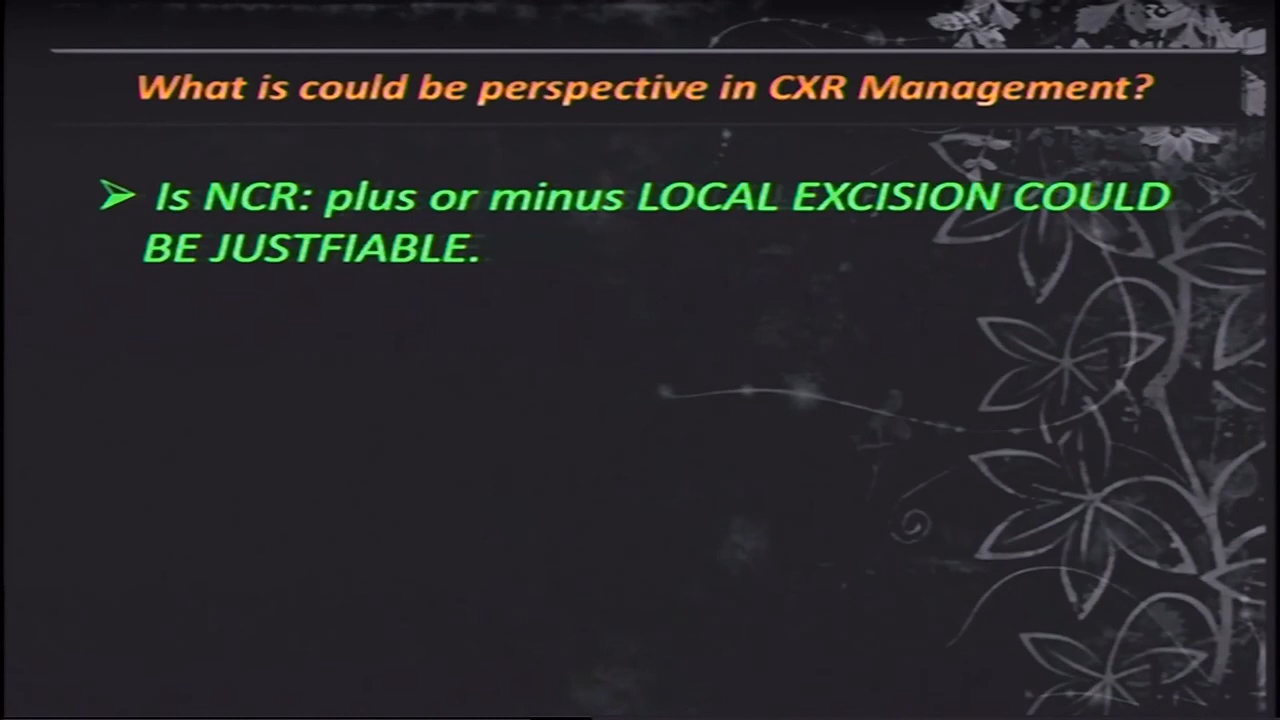 What is could be perspective in CXR Management?
Is NCR: plus or minus LOCAL EXCISION COULD
BE JUSTFIABLE.